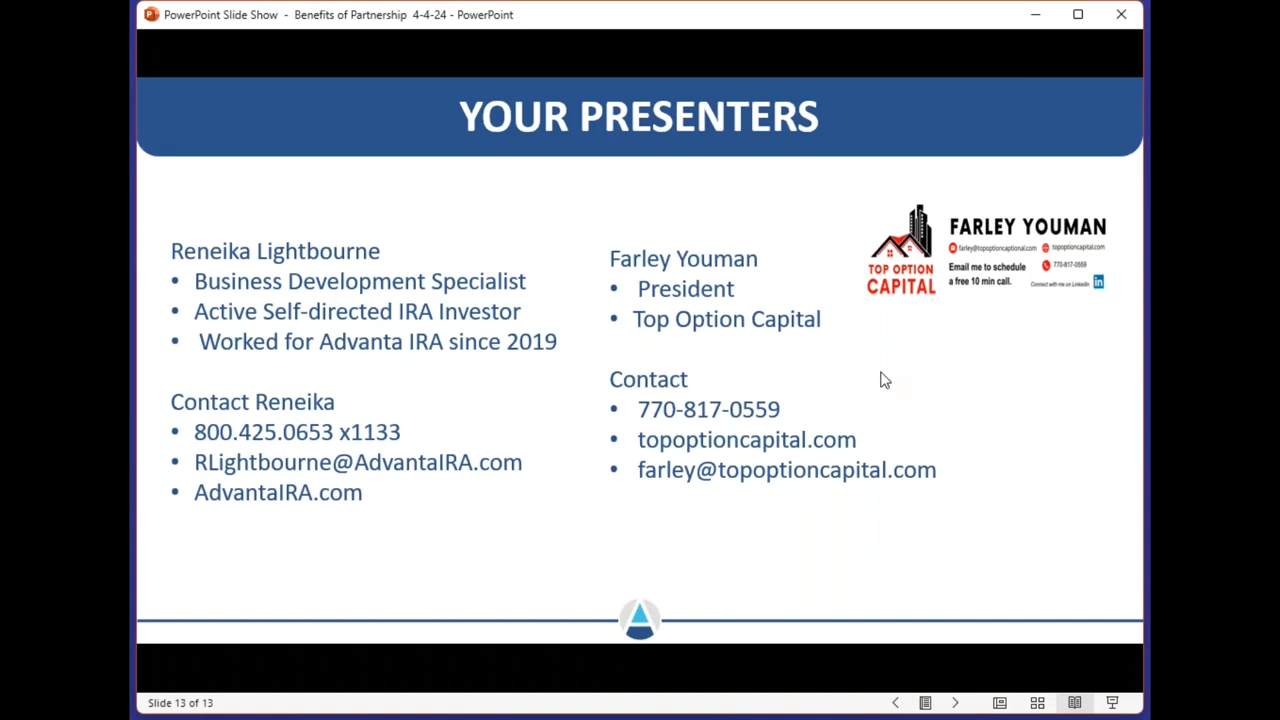 PowerPoint Slide Show - Benefits of Partnership 4-4-24 - PowerPoint
YOUR PRESENTERS
Reneika Lightbourne
• Business Development Specialist
• Active Self-directed IRA Investor
• Worked for Advanta IRA since 2019
Contact Reneika
• 800.425.0653 x1133
• RLightbourne@AdvantaIRA.com
• AdvantaIRA.com
Farley Youman
• President
• Top Option Capital
Contact
• 770-817-0559
• topoptioncapital.com
• farley@topoptioncapital.com
TOP OPTION
CAPITAL
FARLEY YOUMAN
farley@topoptioncaptional.com topoptioncaptal.com
Email me to schedule
a free 10 min call.
770-817-0559
Connect with me on LinkedIn
in
Slide 13 of 13